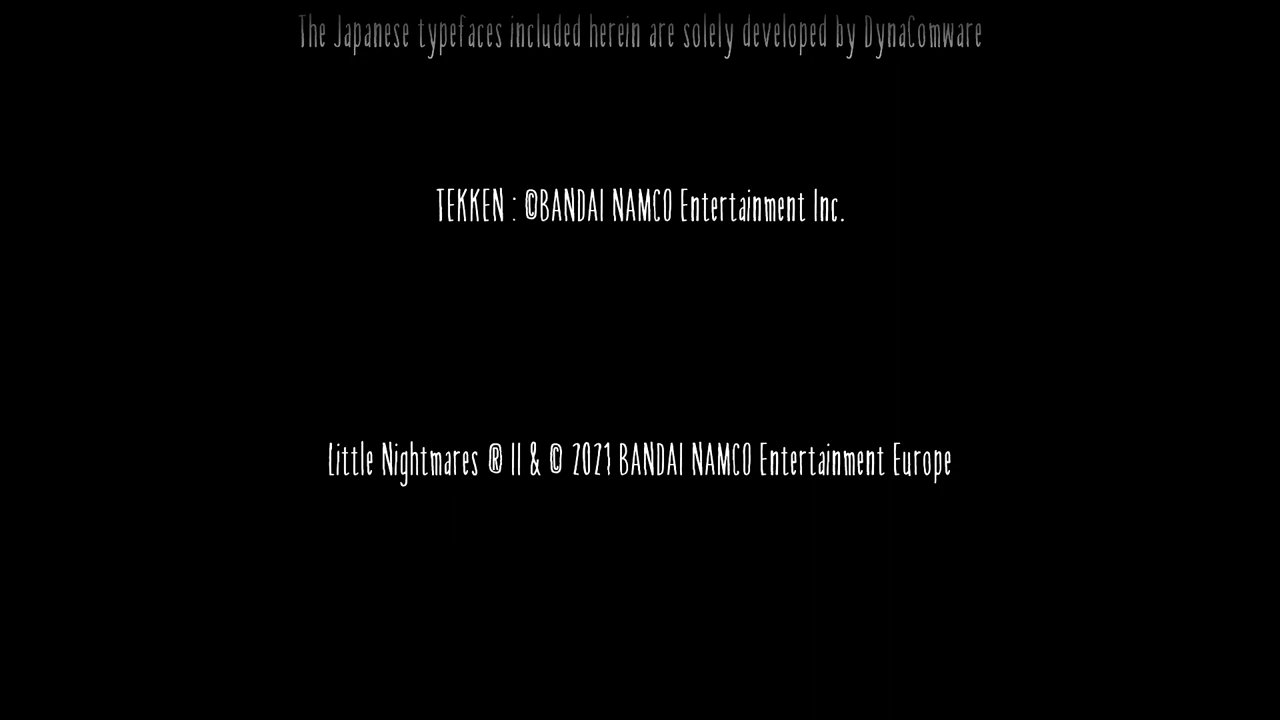 The Japanese typefaces included herein are solely developed by DynaComware
TEKKEN : ©BANDAI NAMCO Entertainment Inc.
Little Nightmares ® II & © 2021 BANDAI NAMCO Entertainment Europe